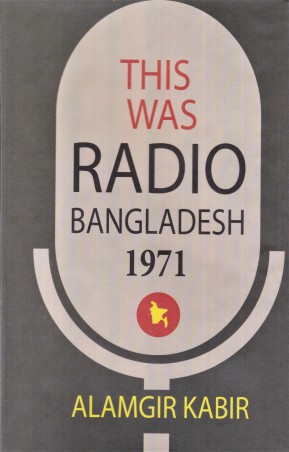 THIS
WAS
RADIO
BANGLADESH
1971
ALAMGIR KABIR